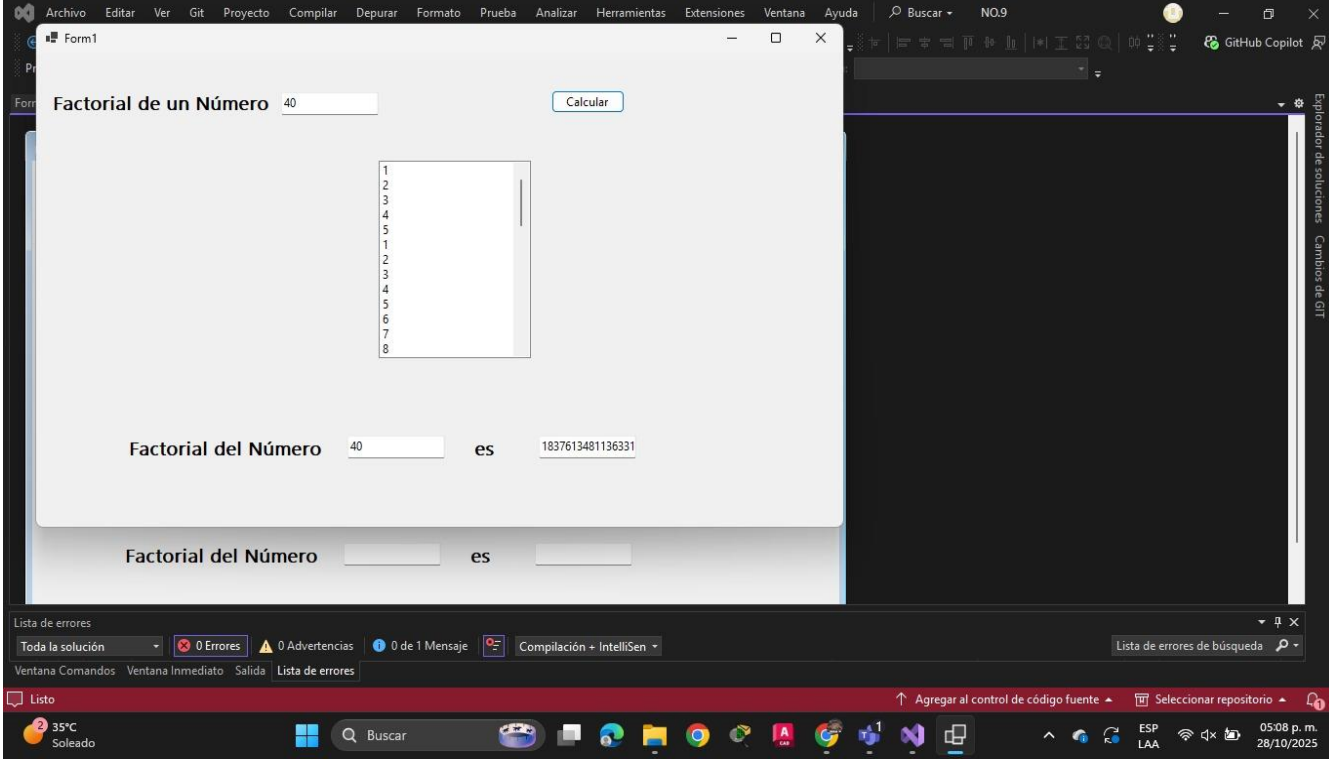 Archivo Editar Ver Git Proyecto Compilar Depurar Formato Prueba Analizar Herramientas Extensiones Ventana Ayuda Buscar NO.9
Form1
GitHub Copilot
Factorial de un Número 40 Calcular
1
2
3
4
5
1
2
3
4
5
6
7
8
Factorial del Número 40 es 1837613481136331
Factorial del Número es
Explorador de soluciones Cambios de GIT
Lista de errores
Toda la solución 0 Errores 0 Advertencias 0 de 1 Mensaje Compilación + IntelliSen Lista de errores de búsqueda
Ventana Comandos Ventana Inmediato Salida Lista de errores
Listo Agregar al control de código fuente Seleccionar repositorio 1
2 35°C Buscar 1 ESP 05:08 p. m.
Soleado LAA 28/10/2025